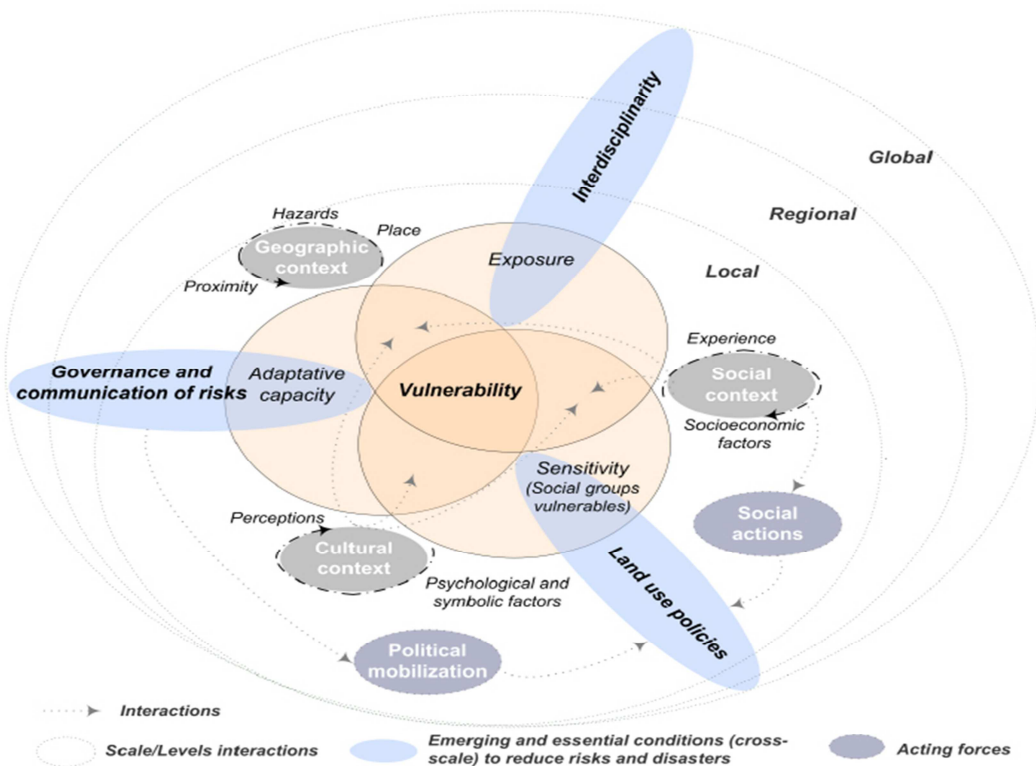 Interdisciplinarity
Global
Regional
Local
Hazards
Geographic
context
Place
Proximity
Exposure
Experience
Social
context
Socioeconomic
factors
Governance and
communication of risks
Adaptative
capacity
Vulnerability
Sensitivity
(Social groups
vulnerables)
Social
actions
Perceptions
Cultural
context
Psychological and
symbolic factors
Land use policies
Political
mobilization
Interactions
Scale/Levels interactions
Emerging and essential conditions (cross-
scale) to reduce risks and disasters
Acting forces